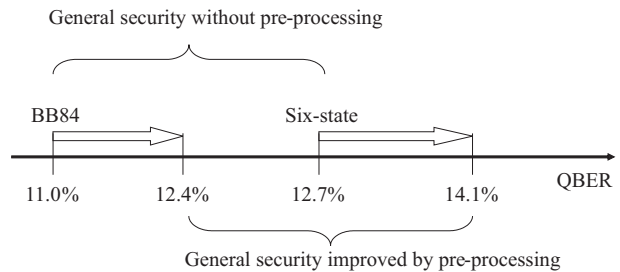 General security without pre-processing
BB84
Six-state
QBER
11.0%
12.4%
12.7%
14.1%
General security improved by pre-processing